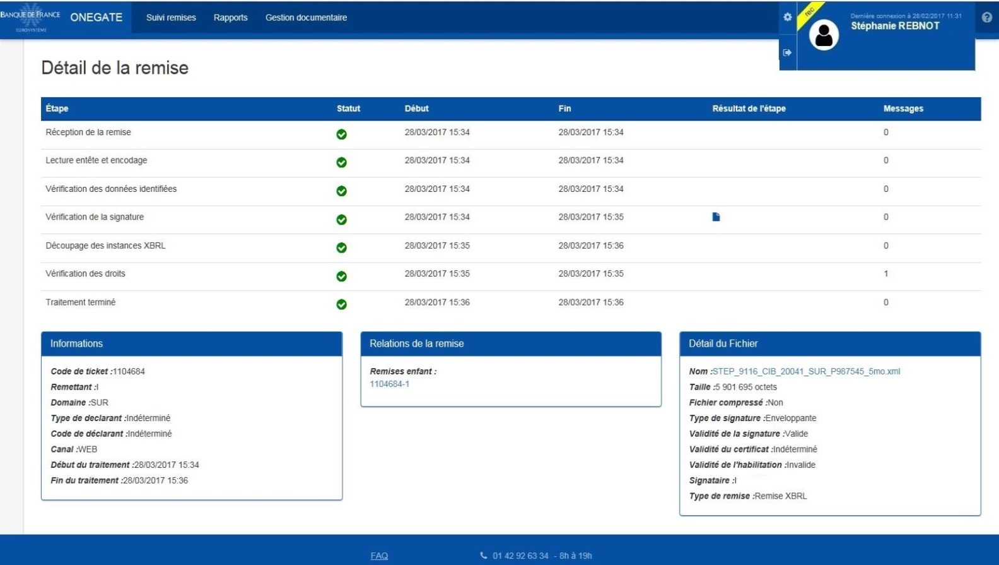 BANQUE DE FRANCE
EUROSYSTÈME
ONEGATE
Suivi remises
Rapports
Gestion documentaire
rec
Dernière connexion à 28/02/2017 11:31
Stéphanie REBNOT
Détail de la remise
Étape Statut Début Fin Résultat de l'étape Messages
Réception de la remise 28/03/2017 15:34 28/03/2017 15:34 0
Lecture entête et encodage 28/03/2017 15:34 28/03/2017 15:34 0
Vérification des données identifiées 28/03/2017 15:34 28/03/2017 15:34 0
Vérification de la signature 28/03/2017 15:34 28/03/2017 15:35 0
Découpage des instances XBRL 28/03/2017 15:35 28/03/2017 15:36 0
Vérification des droits 28/03/2017 15:35 28/03/2017 15:35 1
Traitement terminé 28/03/2017 15:36 28/03/2017 15:36 0
Informations
Code de ticket :1104684
Remettant :I
Domaine :SUR
Type de declarant :Indéterminé
Code de déclarant :Indéterminé
Canal :WEB
Début du traitement :28/03/2017 15:34
Fin du traitement :28/03/2017 15:36
Relations de la remise
Remises enfant :
1104684-1
Détail du Fichier
Nom :STEP_9116_CIB_20041_SUR_P987545_5mo.xml
Taille :5 901 695 octets
Fichier compressé :Non
Type de signature :Enveloppante
Validité de la signature :Valide
Validité du certificat :Indéterminé
Validité de l'habilitation :Invalide
Signataire :I
Type de remise :Remise XBRL
FAQ
01 42 92 63 34 - 8h à 19h